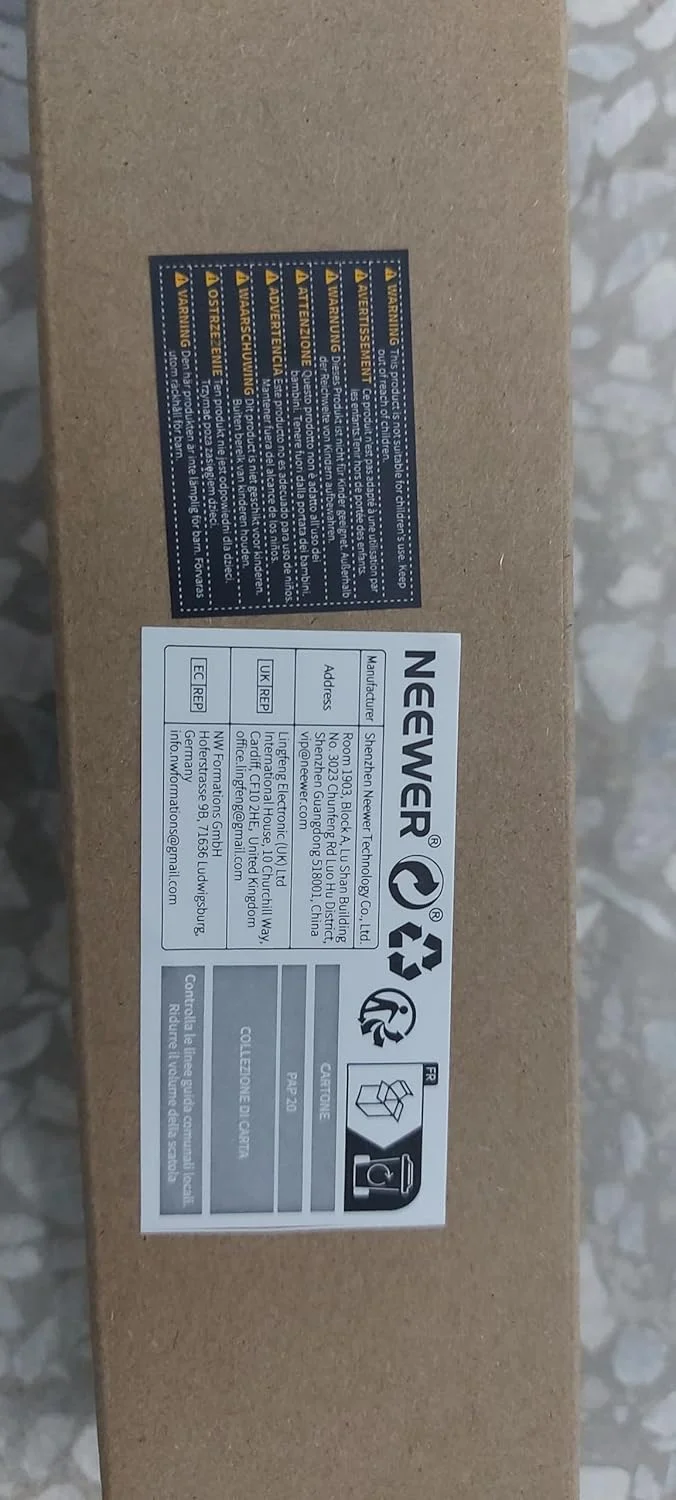 WARNING This product is not suitable for children's use. Keep
out of reach of children.
AVERTISSEMENT Ce produit n'est pas adapté à une utilisation par
les enfants. Tenir hors de portée des enfants.
WARNUNG Dieses Produkt ist nicht für Kinder geeignet. Außerhalb
der Reichweite von Kindern aufbewahren.
ATTENZIONE Questo prodotto non è adatto all'uso dei
bambini. Tenere fuori dalla portata dei bambini.
ADVERTENCIA Este producto no es adecuado para uso de niños.
Mantener fuera del alcance de los niños.
WAARSCHUWING Dit product is niet geschikt voor kinderen.
Buiten bereik van kinderen houden.
OSTRZEŻENIE Ten produkt nie jest odpowiedni dla dzieci.
Trzymać poza zasięgiem dzieci.
VARNING Den här produkten är inte lämplig för barn. Förvaras
utom räckhåll för barn.
NEEWER®
®
Manufacturer Shenzhen Neewer Technology Co., Ltd.
Address
Room 1903, Block A, Lu Shan Building
No. 3023 Chunfeng Rd Luo Hu District,
Shenzhen Guangdong 518001, China
vip@neewer.com
UK REP
Lingfeng Electronic (UK) Ltd
International House, 10 Churchill Way,
Cardiff, CF10 2HE, United Kingdom
office.lingfeng@gmail.com
EC REP
NW Formations GmbH
Hoferstrasse 9B, 71636 Ludwigsburg,
Germany
info.nwformations@gmail.com
FR
CARTONE
PAP 20
COLLEZIONE DI CARTA
Controlla le linee guida comunali locali.
Ridurre il volume della scatola